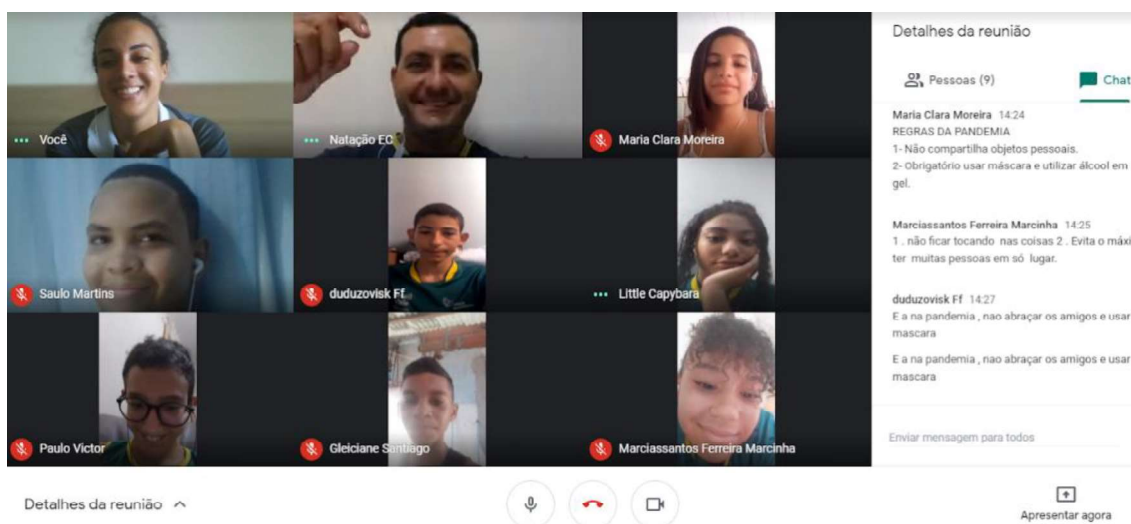 Detalhes da reunião
Pessoas (9)
Chat
Você
Natação EC
Maria Clara Moreira
Saulo Martins
duduzovisk Ff
Little Capybara
Paulo Victor
Gleiciane Santiago
Marciassantos Ferreira Marcinha
Maria Clara Moreira 14:24
REGRAS DA PANDEMIA
1- Não compartilha objetos pessoais.
2- Obrigatório usar máscara e utilizar álcool em
gel.
Marciassantos Ferreira Marcinha 14:25
1 . não ficar tocando nas coisas 2 . Evita o máxi
ter muitas pessoas em só lugar.
duduzovisk Ff 14:27
E a na pandemia , nao abraçar os amigos e usar
mascara
E a na pandemia , nao abraçar os amigos e usar
mascara
Enviar mensagem para todos
Detalhes da reunião
Apresentar agora